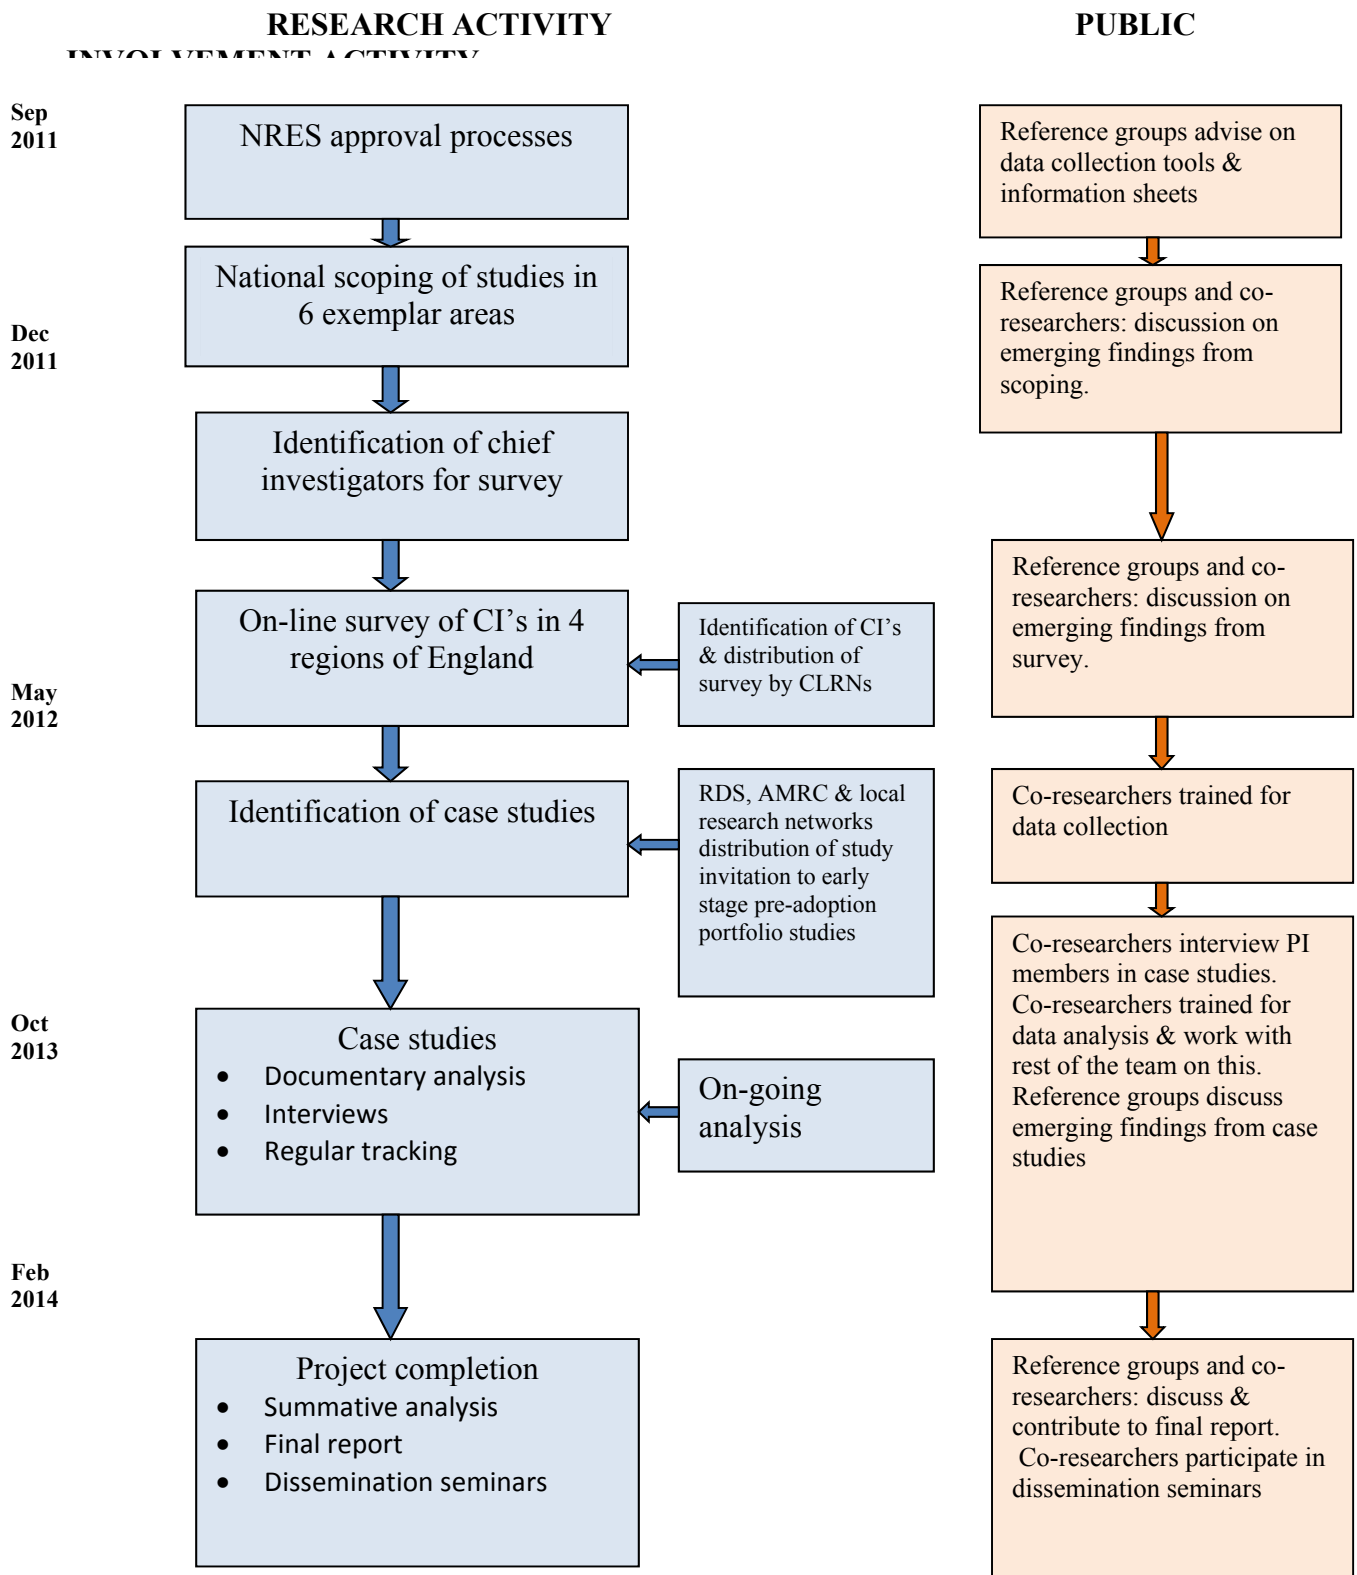 RESEARCH ACTIVITY PUBLIC
INVOLVEMENT ACTIVITY
Sep
2011
NRES approval processes
Reference groups advise on
data collection tools &
information sheets
National scoping of studies in
6 exemplar areas
Reference groups and co-
researchers: discussion on
emerging findings from
scoping.
Dec
2011
Identification of chief
investigators for survey
On-line survey of CI's in 4
regions of England
Identification of CI's
& distribution of
survey by CLRNs
Reference groups and co-
researchers: discussion on
emerging findings from
survey.
May
2012
Identification of case studies
RDS, AMRC & local
research networks
distribution of study
invitation to early
stage pre-adoption
portfolio studies
Co-researchers trained for
data collection
Co-researchers interview PI
members in case studies.
Co-researchers trained for
data analysis & work with
rest of the team on this.
Reference groups discuss
emerging findings from case
studies
Oct
2013
Case studies
• Documentary analysis
• Interviews
• Regular tracking
On-going
analysis
Feb
2014
Project completion
• Summative analysis
• Final report
• Dissemination seminars
Reference groups and co-
researchers: discuss &
contribute to final report.
Co-researchers participate in
dissemination seminars